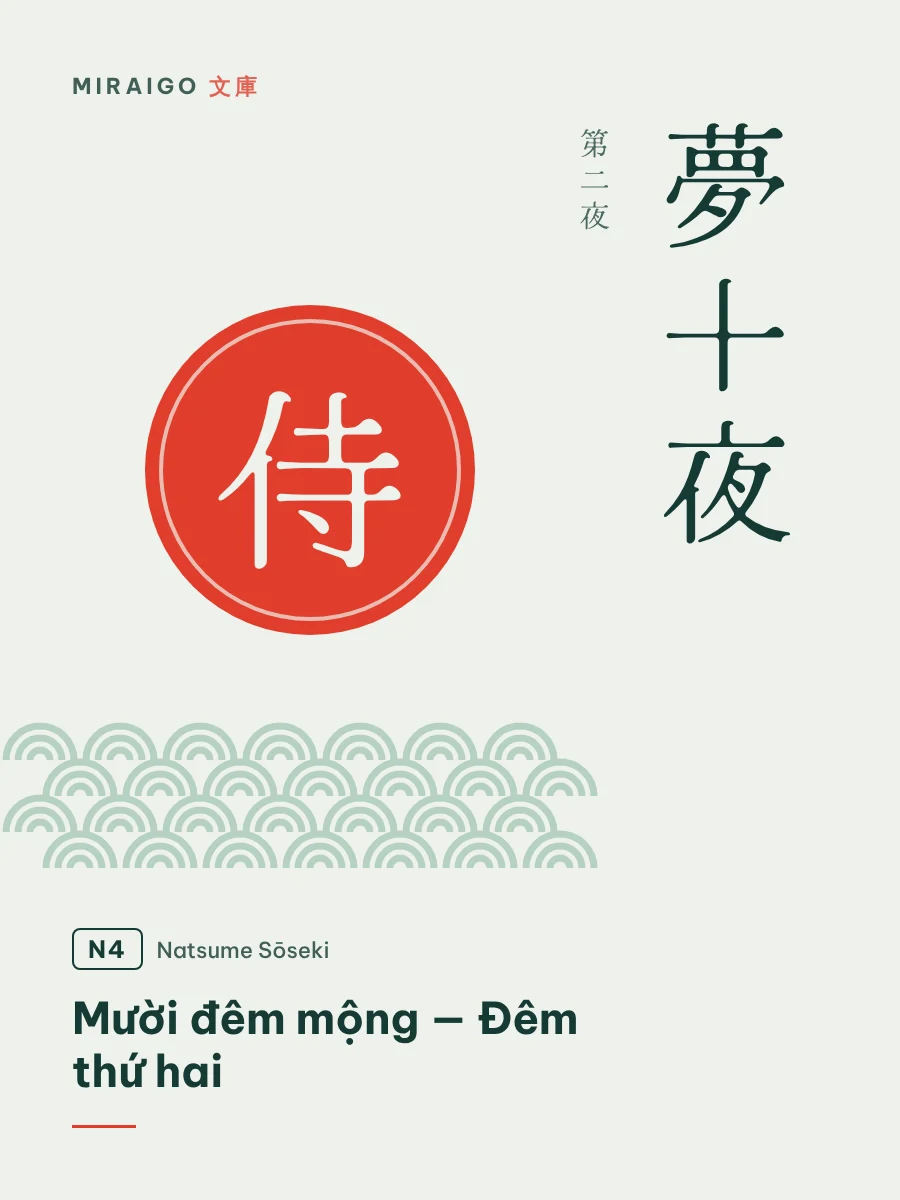 MIRAIGO 文庫
夢十夜
第二夜
侍
N4 Natsume Sōseki
Mười đêm mộng — Đêm
thứ hai